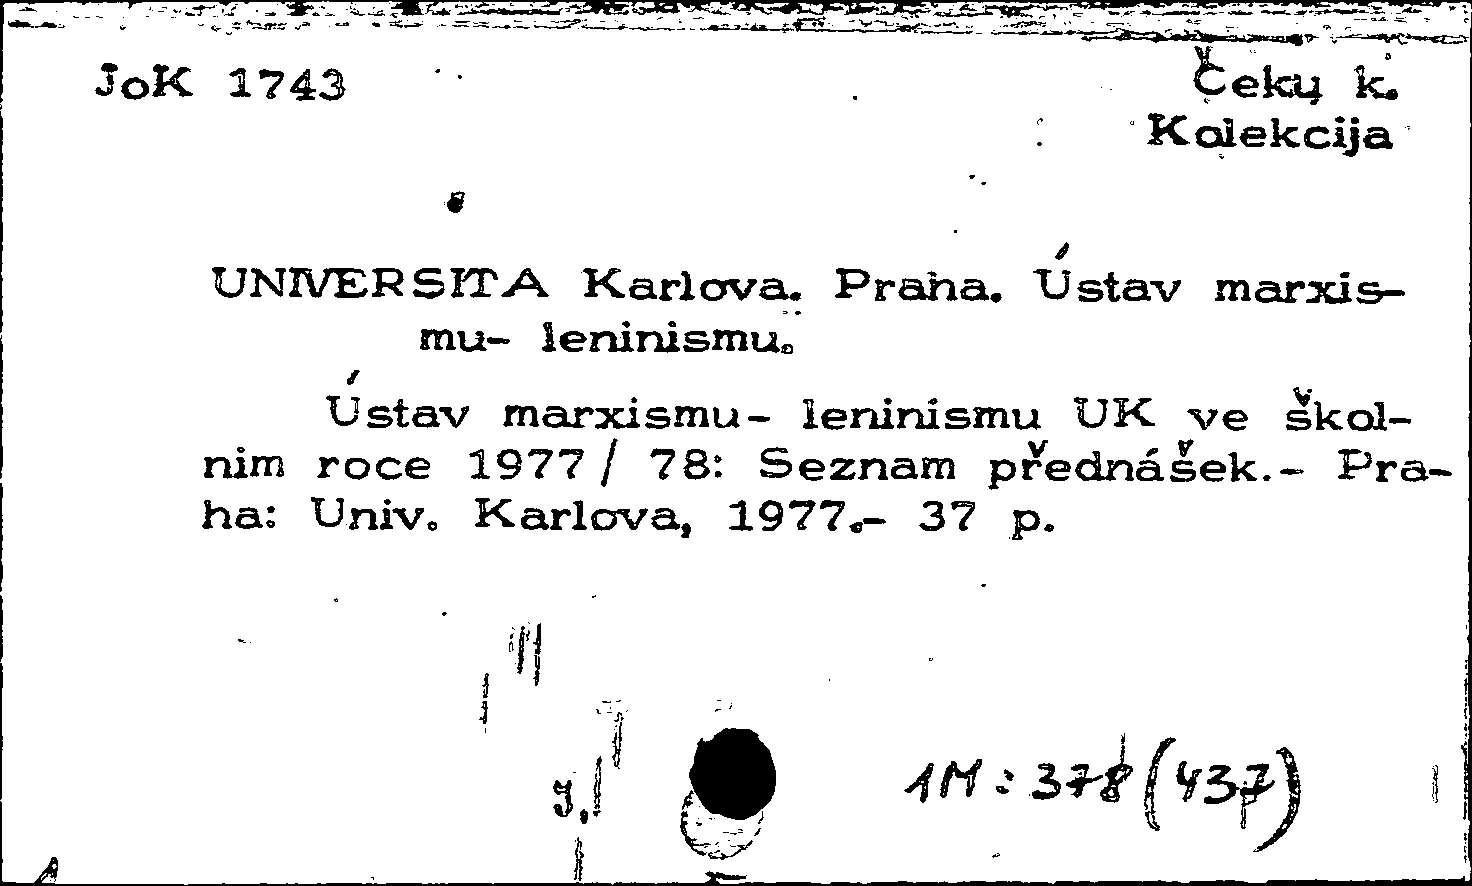 JoK 1743
Čekų k.
Kolekcija
UNIVERSITA Karlova. Praha. Ústav marxis-
mu- leninismu.
Ústav marxismu- leninismu UK ve škol-
nim roce 1977/ 78: Seznam přednášek.- Pra-
ha: Univ. Karlova, 1977.- 37 p.
1M: 378(437)